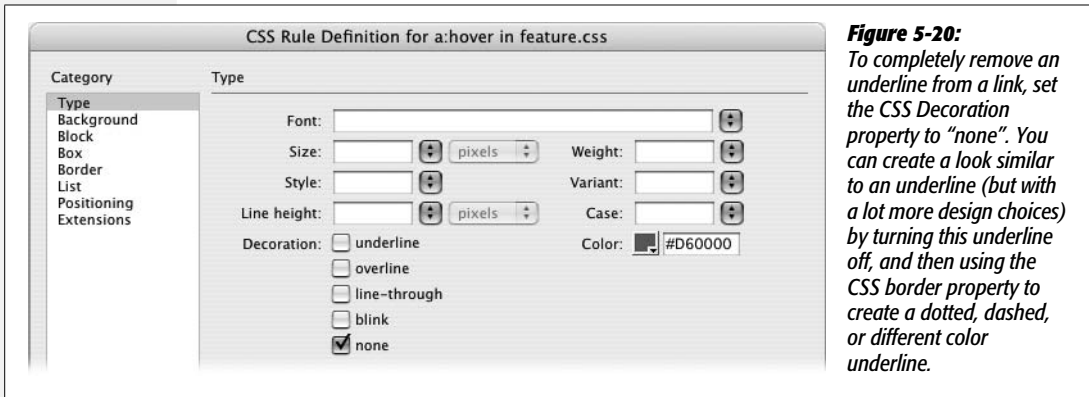 CSS Rule Definition for a:hover in feature.css
Category
Type
Background
Block
Box
Border
List
Positioning
Extensions
Type
Font:
Size: pixels Weight:
Style: Variant:
Line height: pixels Case:
Decoration: underline Color: #D60000
overline
line-through
blink
none
Figure 5-20:
To completely remove an
underline from a link, set
the CSS Decoration
property to “none”. You
can create a look similar
to an underline (but with
a lot more design choices)
by turning this underline
off, and then using the
CSS border property to
create a dotted, dashed,
or different color
underline.